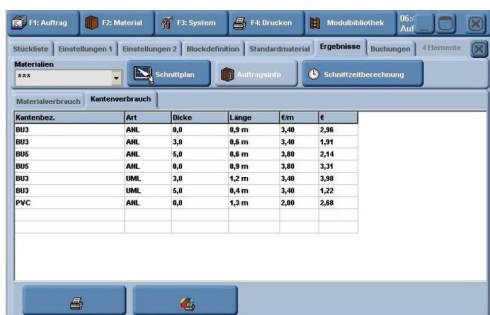 F1: Auftrag F2: Material F3: System F4: Drucken Modulbibliothek 06:
Auf
Stückliste Einstellungen 1 Einstellungen 2 Blockdefinition Standardmaterial Ergebnisse Buchungen 4 Elemente
Materialien
*** Schnittplan Auftragsinfo Schnittzeitberechnung
Materialverbrauch Kantenverbrauch
Kantenbez. Art Dicke Länge €/m €
BU3 ANL 0,0 0,9 m 3,40 2,96
BU3 ANL 3,0 0,6 m 3,40 1,91
BU5 ANL 5,0 0,6 m 3,80 2,14
BU5 ANL 0,0 0,9 m 3,80 3,31
BU3 UML 3,0 1,2 m 3,40 3,98
BU3 UML 5,0 0,4 m 3,40 1,22
PVC ANL 0,0 1,3 m 2,00 2,68